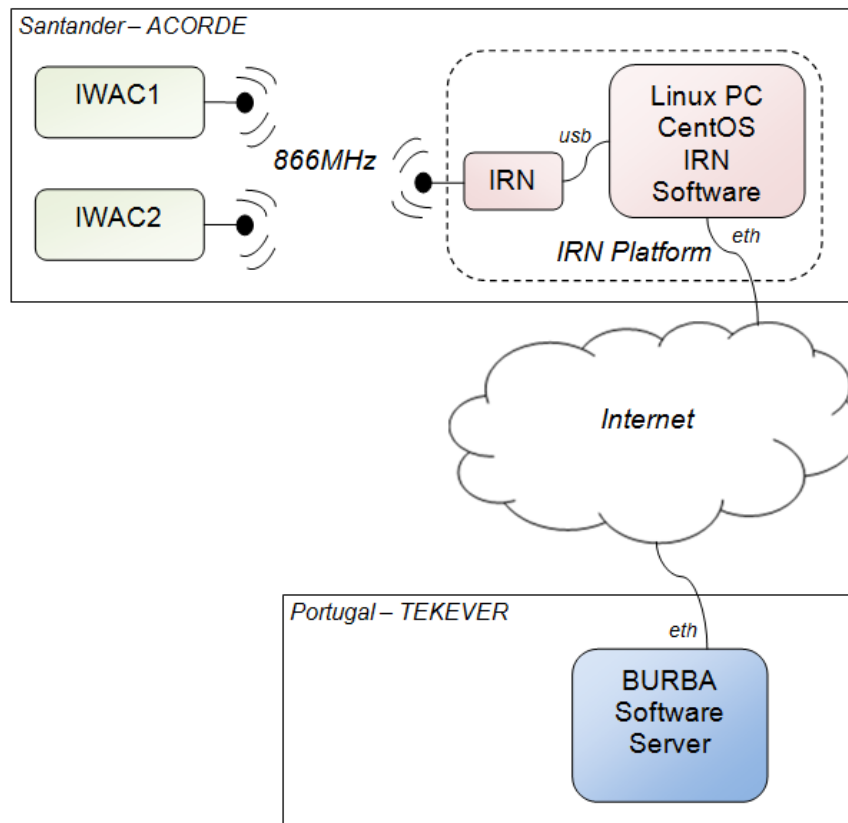 Santander – ACORDE
IWAC1
IWAC2
866MHz
IRN
usb
Linux PC
CentOS
IRN
Software
eth
IRN Platform
Internet
Portugal – TEKEVER
eth
BURBA
Software
Server